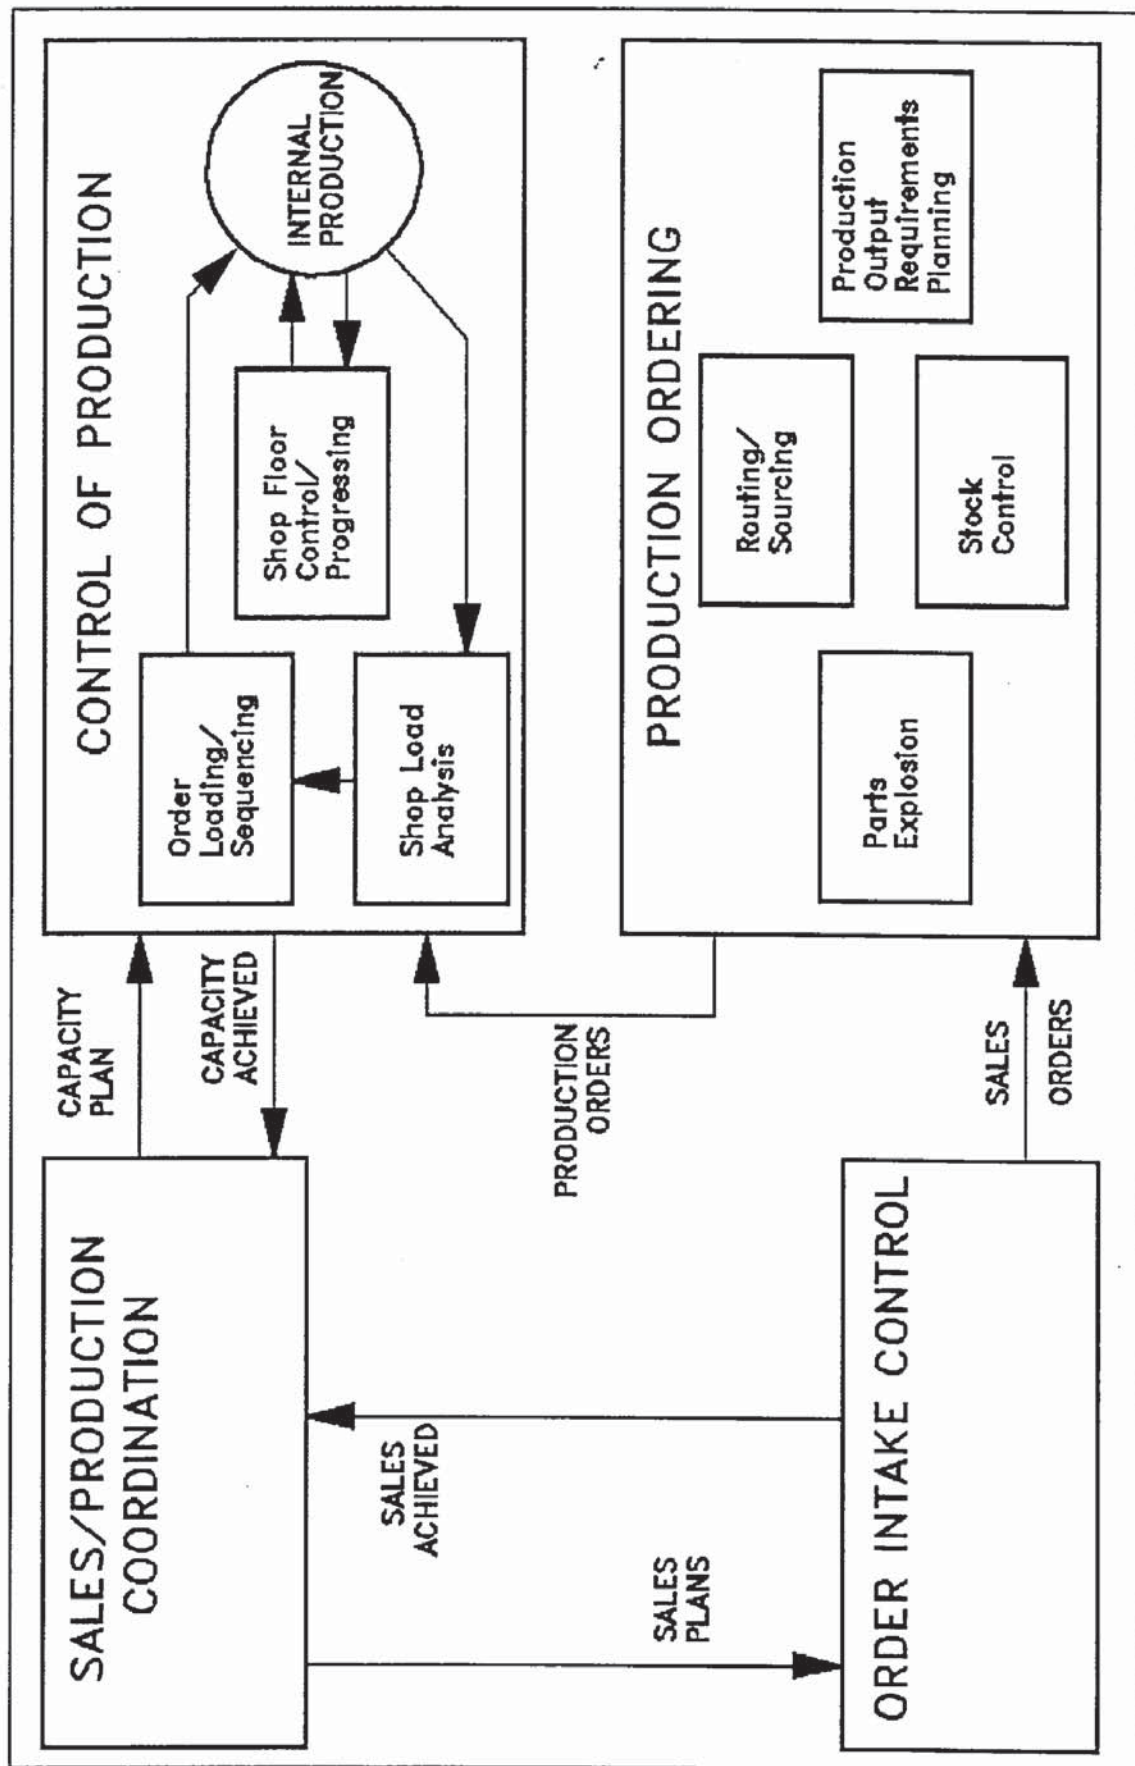 SALES/PRODUCTION
COORDINATION
CAPACITY
PLAN
CAPACITY
ACHIEVED
CONTROL OF PRODUCTION
Order
Loading/
Sequencing
Shop Floor
Control/
Progressing
INTERNAL
PRODUCTION
Shop Load
Analysis
SALES
ACHIEVED
SALES
PLANS
PRODUCTION
ORDERS
ORDER INTAKE CONTROL
SALES
ORDERS
PRODUCTION ORDERING
Routing/
Sourcing
Parts
Explosion
Production
Output
Requirements
Planning
Stock
Control